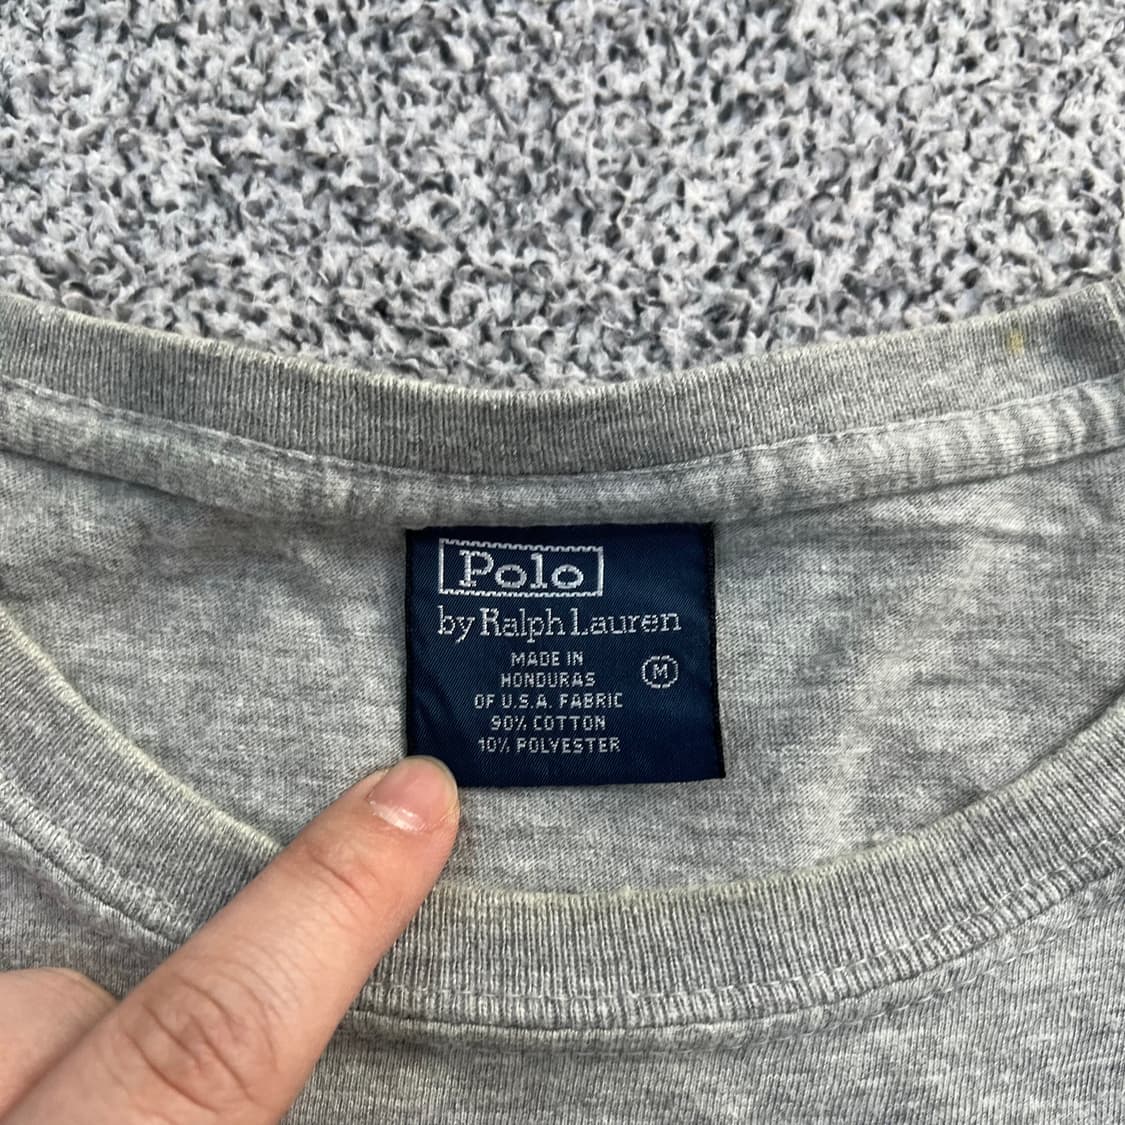 Polo
by Ralph Lauren
MADE IN
HONDURAS
M
OF U.S.A. FABRIC
90% COTTON
10% POLYESTER